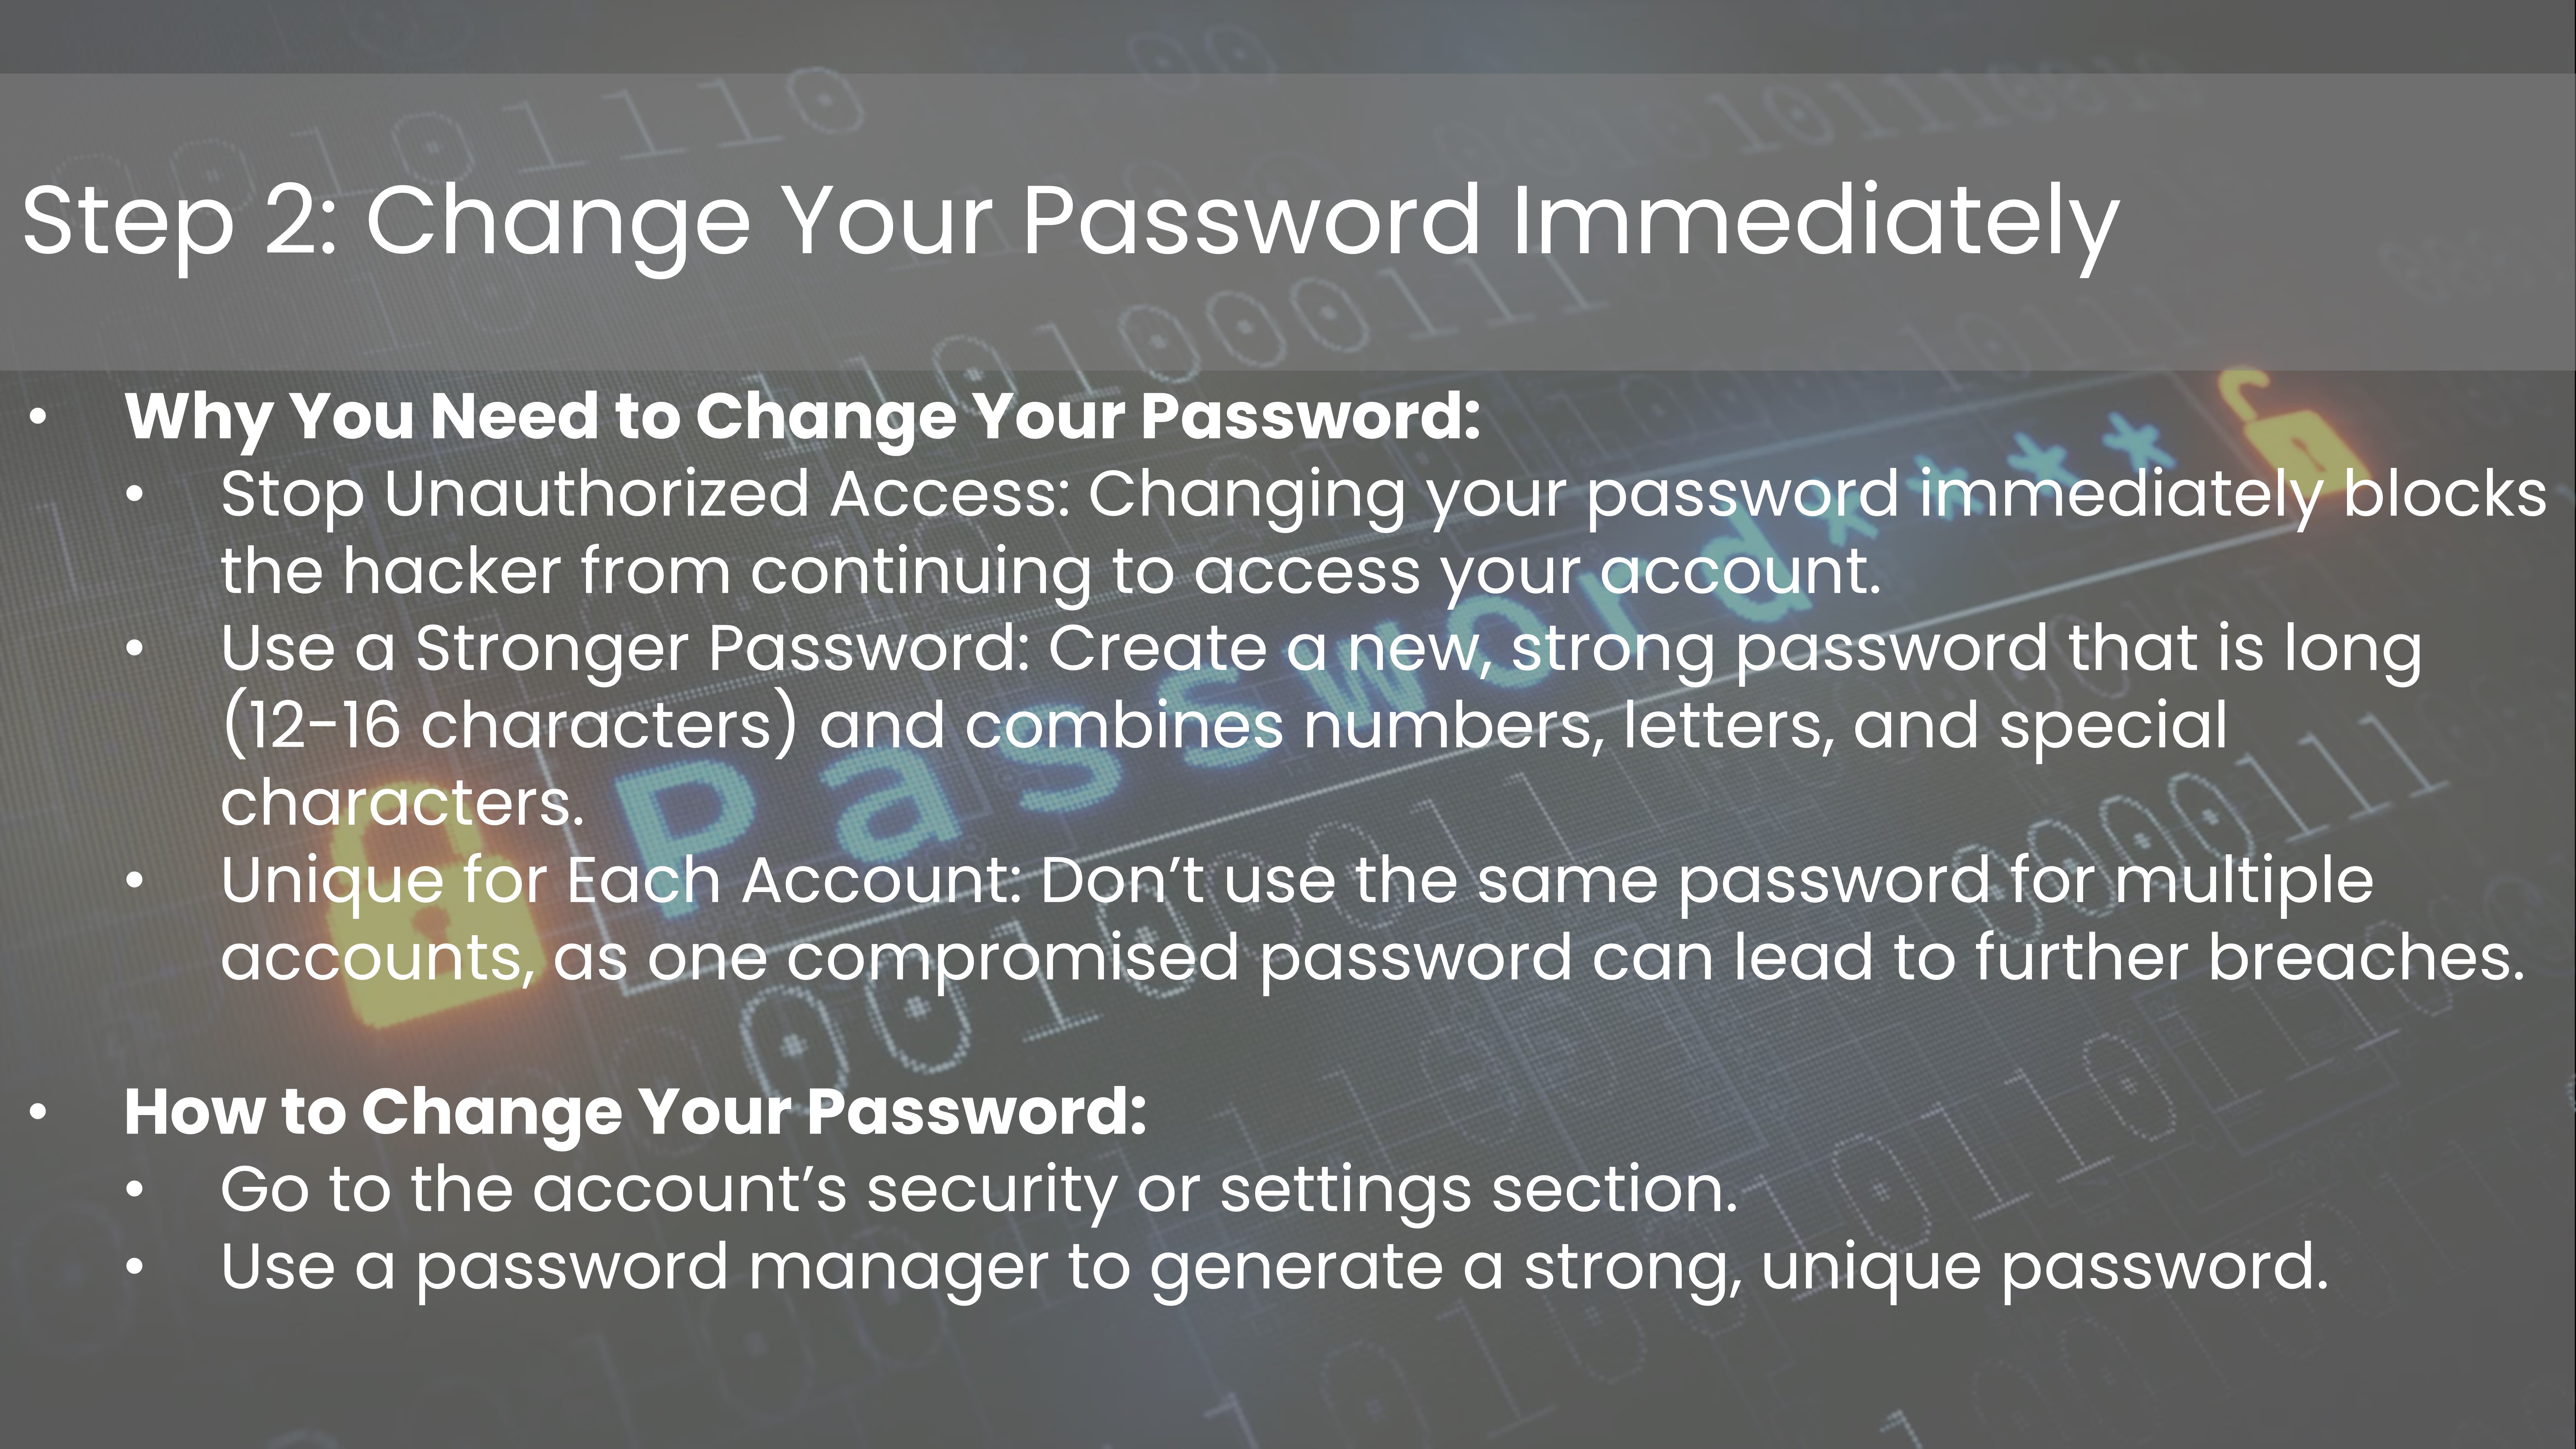 Step 2: Change Your Password Immediately
• Why You Need to Change Your Password:
• Stop Unauthorized Access: Changing your password immediately blocks
the hacker from continuing to access your account.
• Use a Stronger Password: Create a new, strong password that is long
(12-16 characters) and combines numbers, letters, and special
characters.
• Unique for Each Account: Don’t use the same password for multiple
accounts, as one compromised password can lead to further breaches.
• How to Change Your Password:
• Go to the account’s security or settings section.
• Use a password manager to generate a strong, unique password.
Password*****